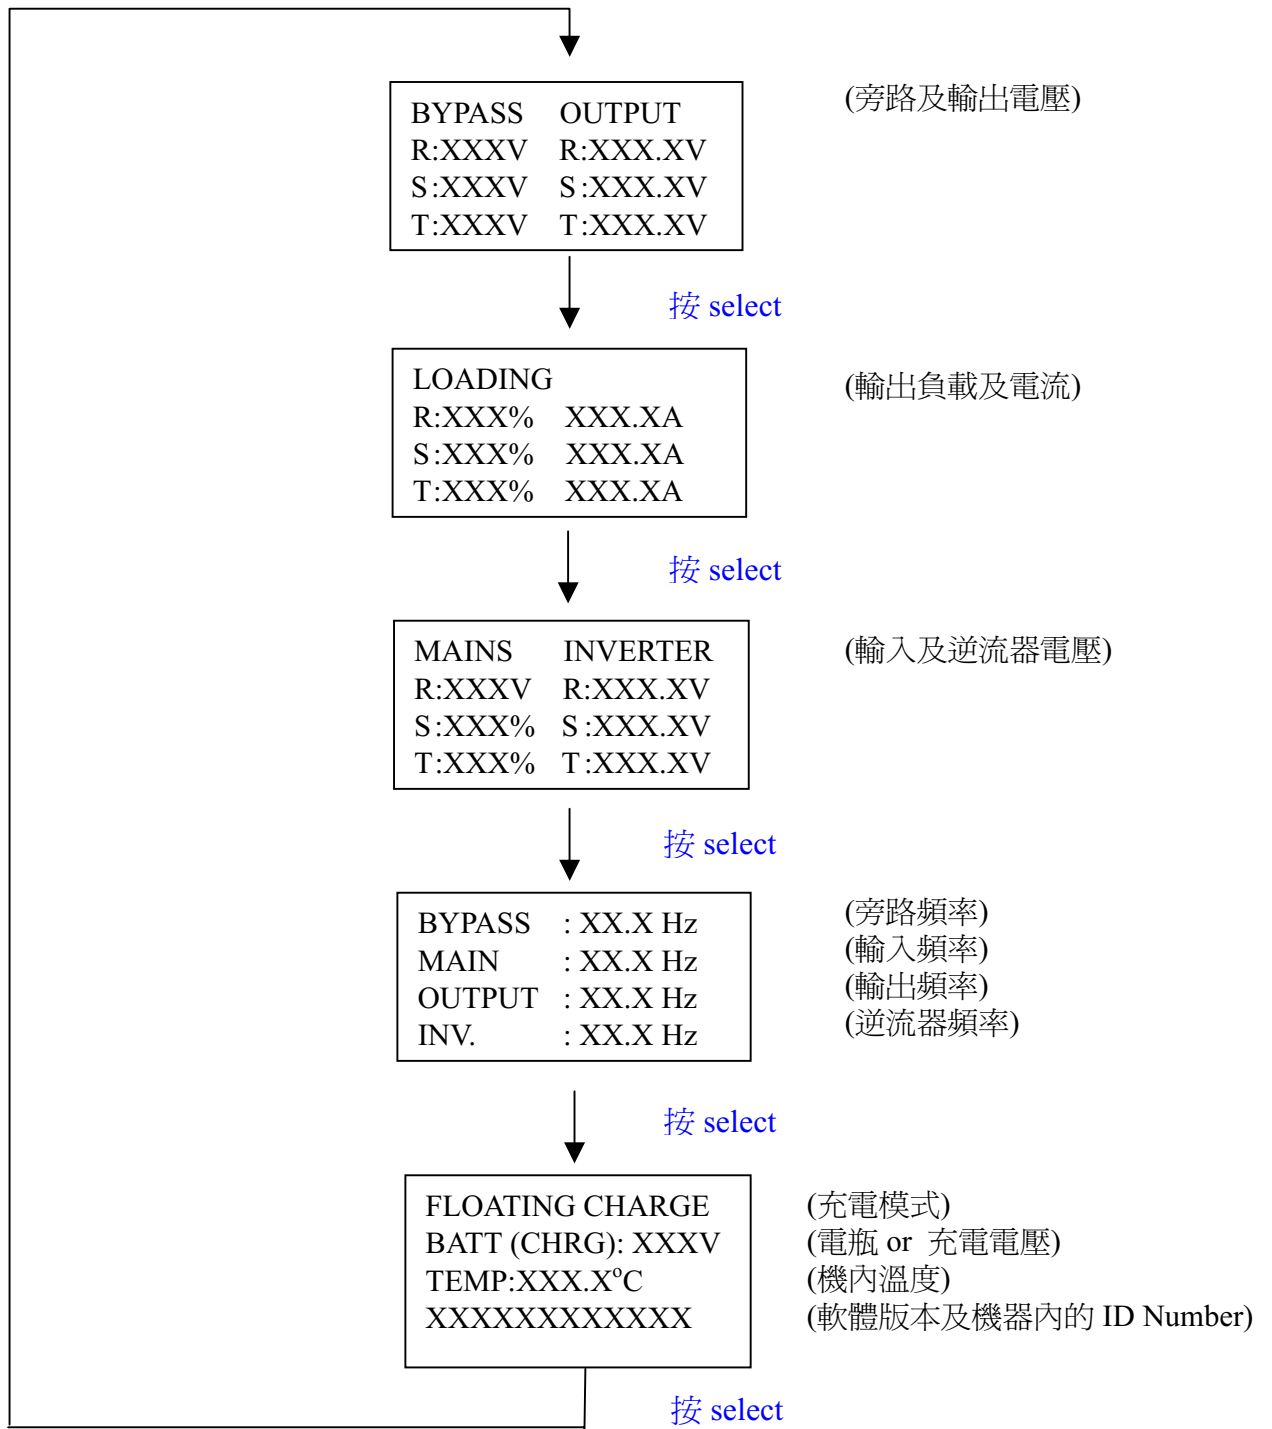 BYPASS OUTPUT (旁路及輸出電壓)
R:XXXV R:XXX.XV
S:XXXV S:XXX.XV
T:XXXV T:XXX.XV
按 select
LOADING (輸出負載及電流)
R:XXX% XXX.XA
S:XXX% XXX.XA
T:XXX% XXX.XA
按 select
MAINS INVERTER (輸入及逆流器電壓)
R:XXXV R:XXX.XV
S:XXX% S:XXX.XV
T:XXX% T:XXX.XV
按 select
BYPASS : XX.X Hz (旁路頻率)
MAIN : XX.X Hz (輸入頻率)
OUTPUT : XX.X Hz (輸出頻率)
INV. : XX.X Hz (逆流器頻率)
按 select
FLOATING CHARGE (充電模式)
BATT (CHRG): XXXV (電瓶 or 充電電壓)
TEMP:XXX.X°C (機內溫度)
XXXXXXXXXXXX (軟體版本及機器內的 ID Number)
按 select